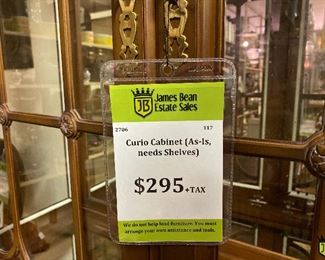 JB
James Bean
Estate Sales
2706 117
Curio Cabinet (As-Is,
needs Shelves)
$295+TAX
We do not help load furniture. You must
arrange your own assistance and tools.